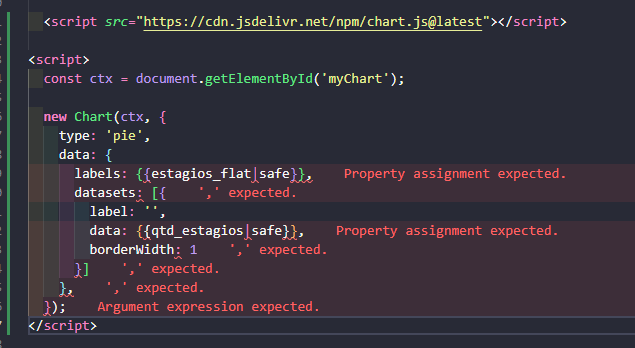 <script src="https://cdn.jsdelivr.net/npm/chart.js@latest"></script>
<script>
const ctx = document.getElementById('myChart');
new Chart(ctx, {
type: 'pie',
data: {
labels: {{estagios_flat|safe}}, Property assignment expected.
datasets: [{ ',' expected.
label: '',
data: {{qtd_estagios|safe}}, Property assignment expected.
borderWidth: 1 ',' expected.
}] ',' expected.
}, ',' expected.
}); Argument expression expected.
</script>